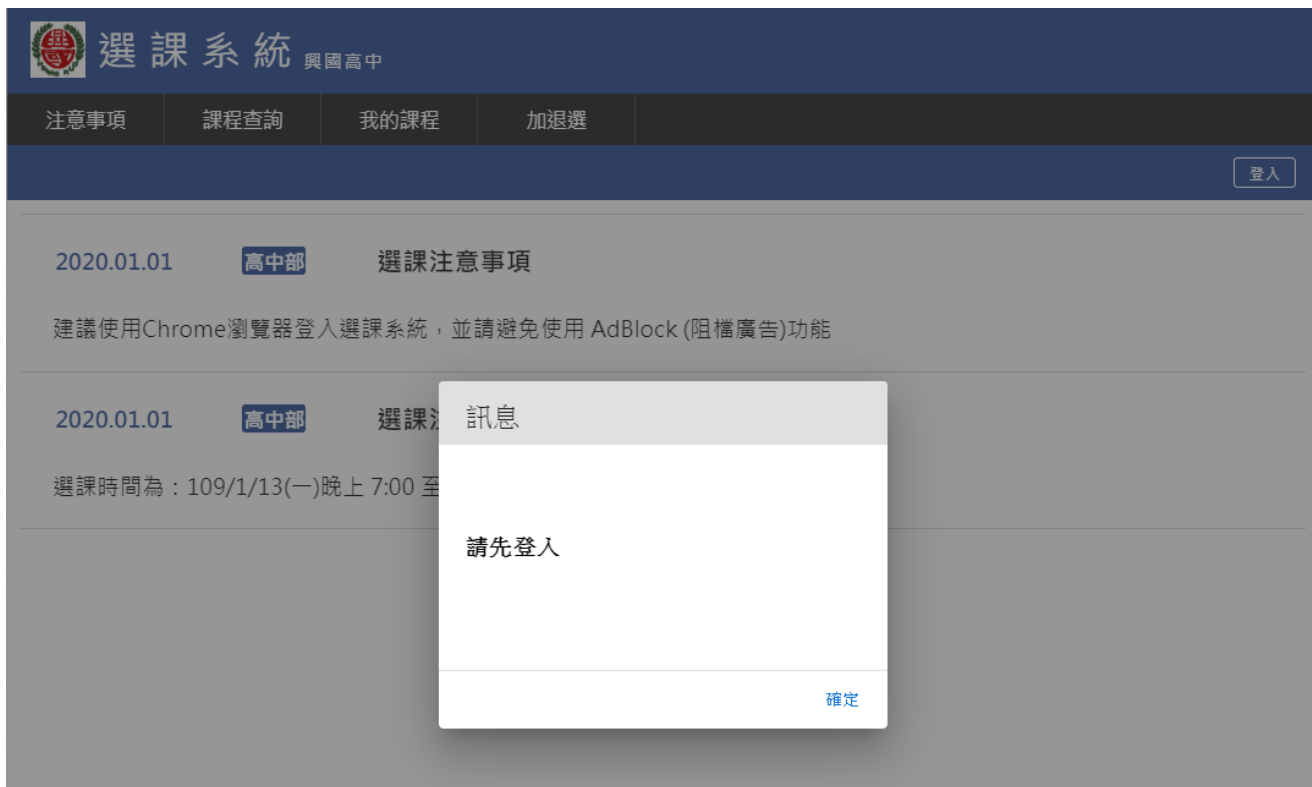 選課系統 興國高中
注意事項 課程查詢 我的課程 加退選
登入
2020.01.01 高中部 選課注意事項
建議使用Chrome瀏覽器登入選課系統，並請避免使用 AdBlock (阻檔廣告)功能
2020.01.01 高中部 選課
選課時間為：109/1/13(一)晚上 7:00 至
訊息
請先登入
確定